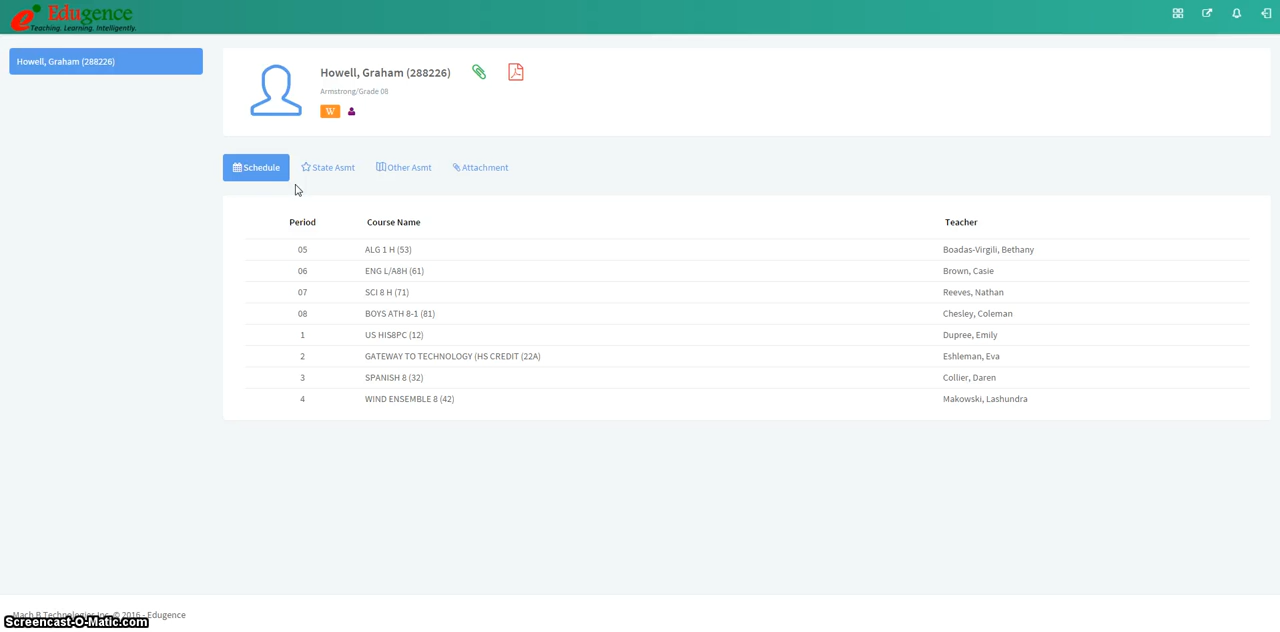 Edugence
Teaching. Learning. Intelligently.
Howell, Graham (288226)
Howell, Graham (288226)
Armstrong/Grade 08
W
Schedule State Asmt Other Asmt Attachment
Period Course Name Teacher
05 ALG 1 H (53) Boadas-Virgili, Bethany
06 ENG L/A8H (61) Brown, Casie
07 SCI 8 H (71) Reeves, Nathan
08 BOYS ATH 8-1 (81) Chesley, Coleman
1 US HIS8PC (12) Dupree, Emily
2 GATEWAY TO TECHNOLOGY (HS CREDIT (22A) Eshleman, Eva
3 SPANISH 8 (32) Collier, Daren
4 WIND ENSEMBLE 8 (42) Makowski, Lashundra
Mach B Technologies Inc. © 2016 - Edugence
Screencast-O-Matic.com